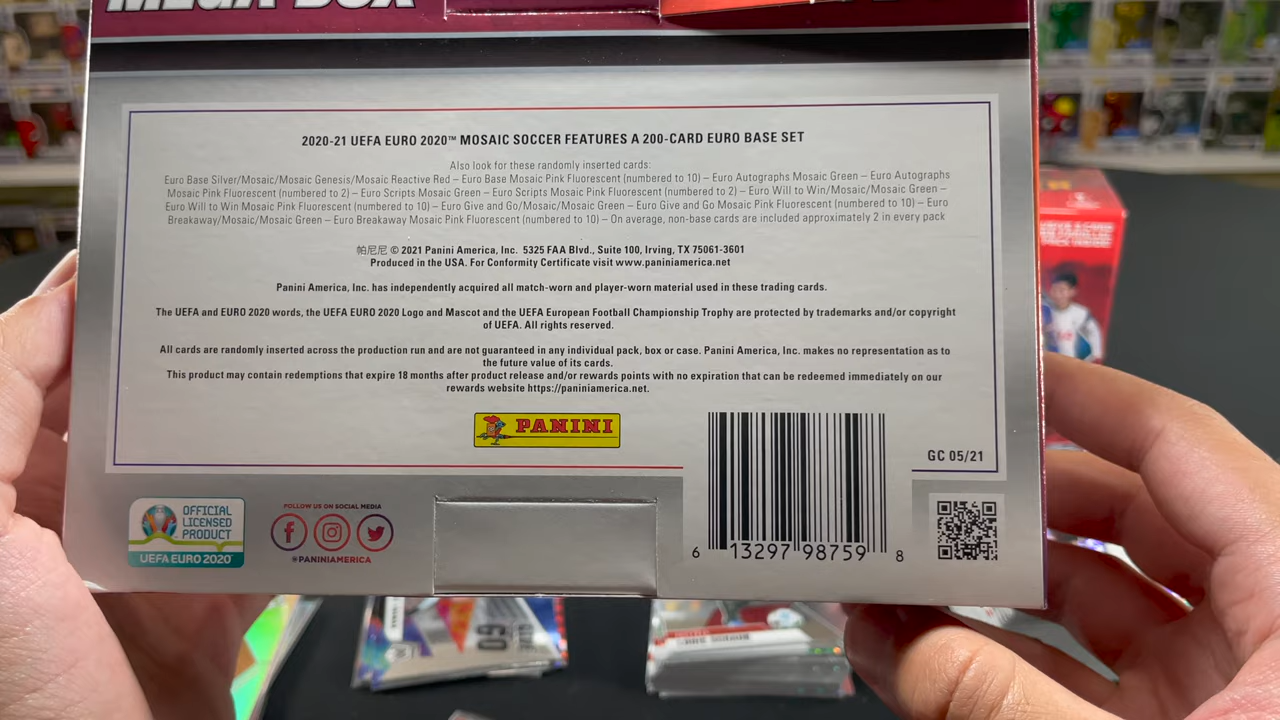 MEGA BOX
2020-21 UEFA EURO 2020™ MOSAIC SOCCER FEATURES A 200-CARD EURO BASE SET
Also look for these randomly inserted cards:
Euro Base Silver/Mosaic/Mosaic Genesis/Mosaic Reactive Red – Euro Base Mosaic Pink Fluorescent (numbered to 10) – Euro Autographs Mosaic Green – Euro Autographs
Mosaic Pink Fluorescent (numbered to 2) – Euro Scripts Mosaic Green – Euro Scripts Mosaic Pink Fluorescent (numbered to 2) – Euro Will to Win/Mosaic/Mosaic Green –
Euro Will to Win Mosaic Pink Fluorescent (numbered to 10) – Euro Give and Go/Mosaic/Mosaic Green – Euro Give and Go Mosaic Pink Fluorescent (numbered to 10) – Euro
Breakaway/Mosaic/Mosaic Green – Euro Breakaway Mosaic Pink Fluorescent (numbered to 10) – On average, non-base cards are included approximately 2 in every pack
帕尼尼 © 2021 Panini America, Inc. 5325 FAA Blvd., Suite 100, Irving, TX 75061-3601
Produced in the USA. For Conformity Certificate visit www.paniniamerica.net
Panini America, Inc. has independently acquired all match-worn and player-worn material used in these trading cards.
The UEFA and EURO 2020 words, the UEFA EURO 2020 Logo and Mascot and the UEFA European Football Championship Trophy are protected by trademarks and/or copyright
of UEFA. All rights reserved.
All cards are randomly inserted across the production run and are not guaranteed in any individual pack, box or case. Panini America, Inc. makes no representation as to
the future value of its cards.
This product may contain redemptions that expire 18 months after product release and/or rewards points with no expiration that can be redeemed immediately on our
rewards website https://paniniamerica.net.
PANINI
GC 05/21
OFFICIAL
LICENSED
PRODUCT
UEFA EURO 2020
FOLLOW US ON SOCIAL MEDIA
#PANINIAMERICA
6 13297 98759 8